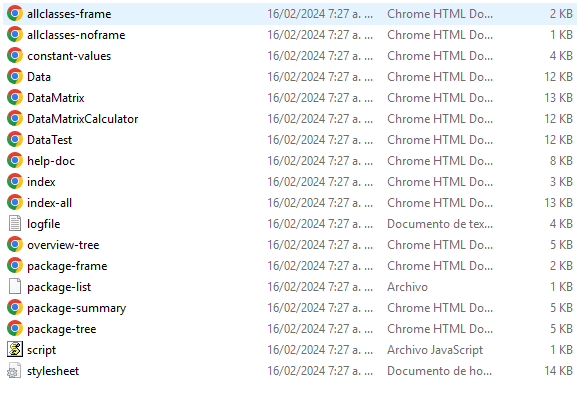 allclasses-frame 16/02/2024 7:27 a. ... Chrome HTML Do... 2 KB
allclasses-noframe 16/02/2024 7:27 a. ... Chrome HTML Do... 1 KB
constant-values 16/02/2024 7:27 a. ... Chrome HTML Do... 4 KB
Data 16/02/2024 7:27 a. ... Chrome HTML Do... 12 KB
DataMatrix 16/02/2024 7:27 a. ... Chrome HTML Do... 13 KB
DataMatrixCalculator 16/02/2024 7:27 a. ... Chrome HTML Do... 12 KB
DataTest 16/02/2024 7:27 a. ... Chrome HTML Do... 12 KB
help-doc 16/02/2024 7:27 a. ... Chrome HTML Do... 8 KB
index 16/02/2024 7:27 a. ... Chrome HTML Do... 3 KB
index-all 16/02/2024 7:27 a. ... Chrome HTML Do... 13 KB
logfile 16/02/2024 7:27 a. ... Documento de tex... 4 KB
overview-tree 16/02/2024 7:27 a. ... Chrome HTML Do... 5 KB
package-frame 16/02/2024 7:27 a. ... Chrome HTML Do... 2 KB
package-list 16/02/2024 7:27 a. ... Archivo 1 KB
package-summary 16/02/2024 7:27 a. ... Chrome HTML Do... 5 KB
package-tree 16/02/2024 7:27 a. ... Chrome HTML Do... 5 KB
script 16/02/2024 7:27 a. ... Archivo JavaScript 1 KB
stylesheet 16/02/2024 7:27 a. ... Documento de ho... 14 KB